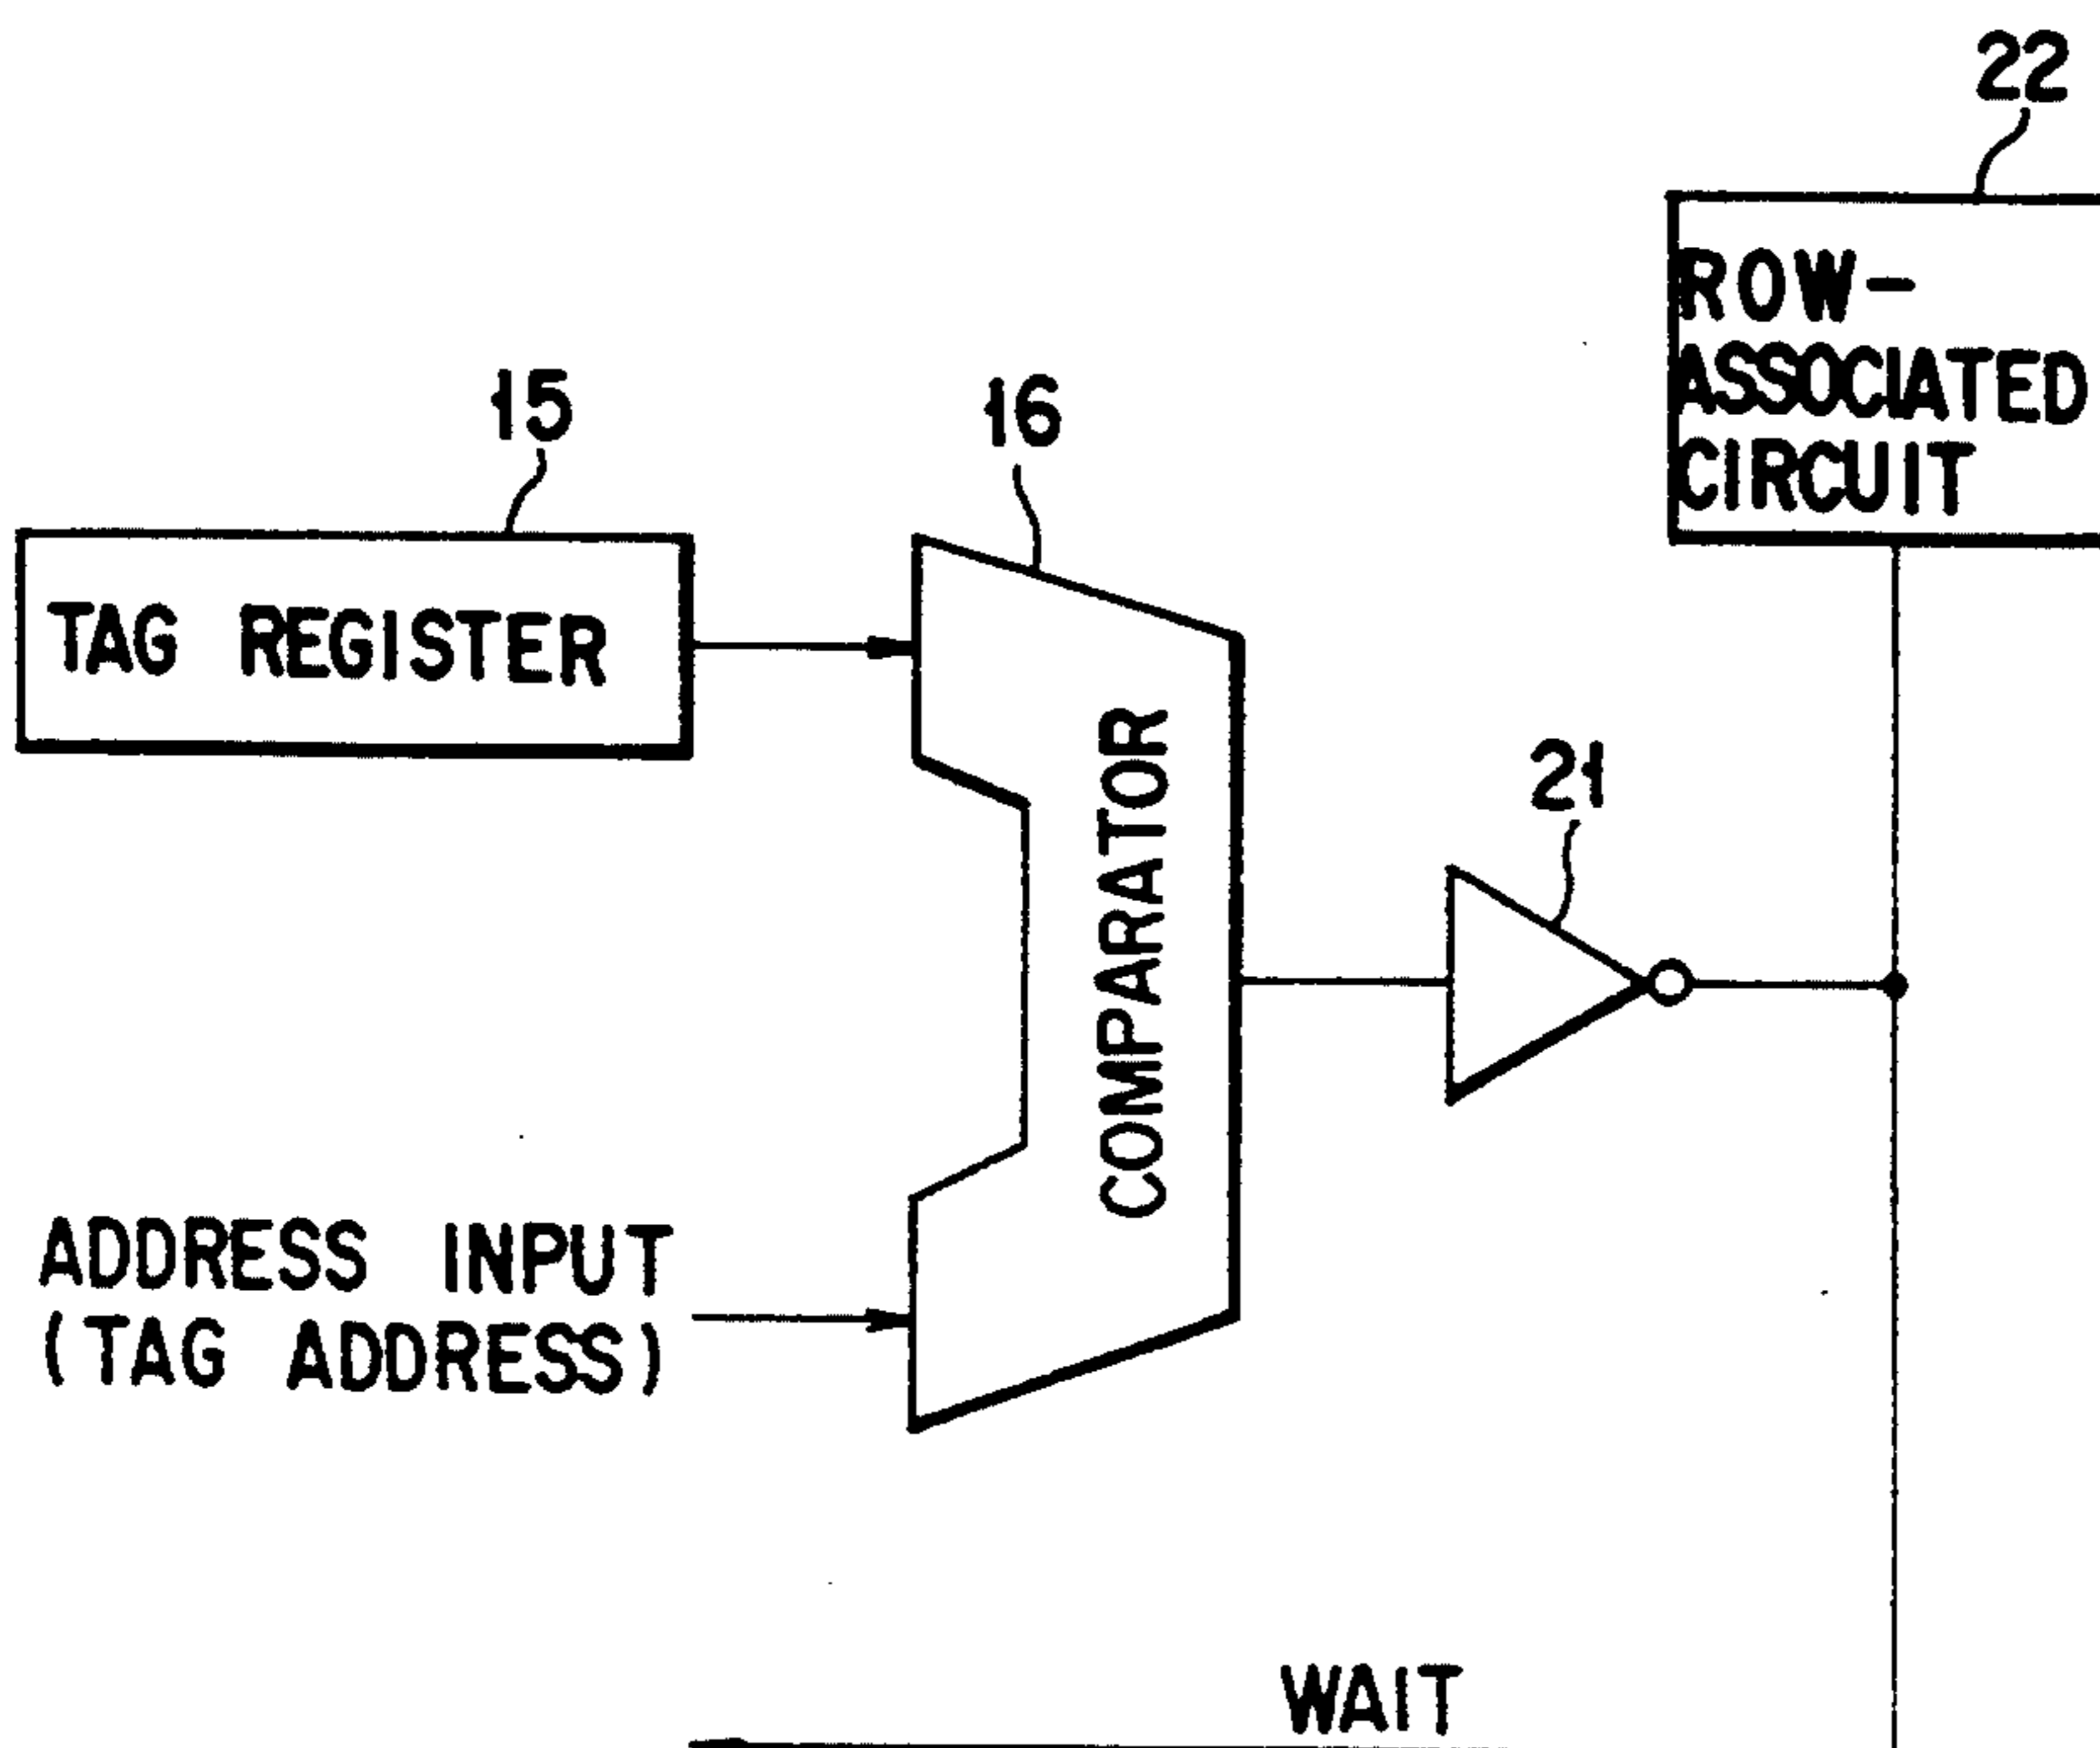 22
ROW-
ASSOCIATED
CIRCUIT
15
16
TAG REGISTER
COMPARATOR
21
ADDRESS INPUT
(TAG ADDRESS)
WAIT